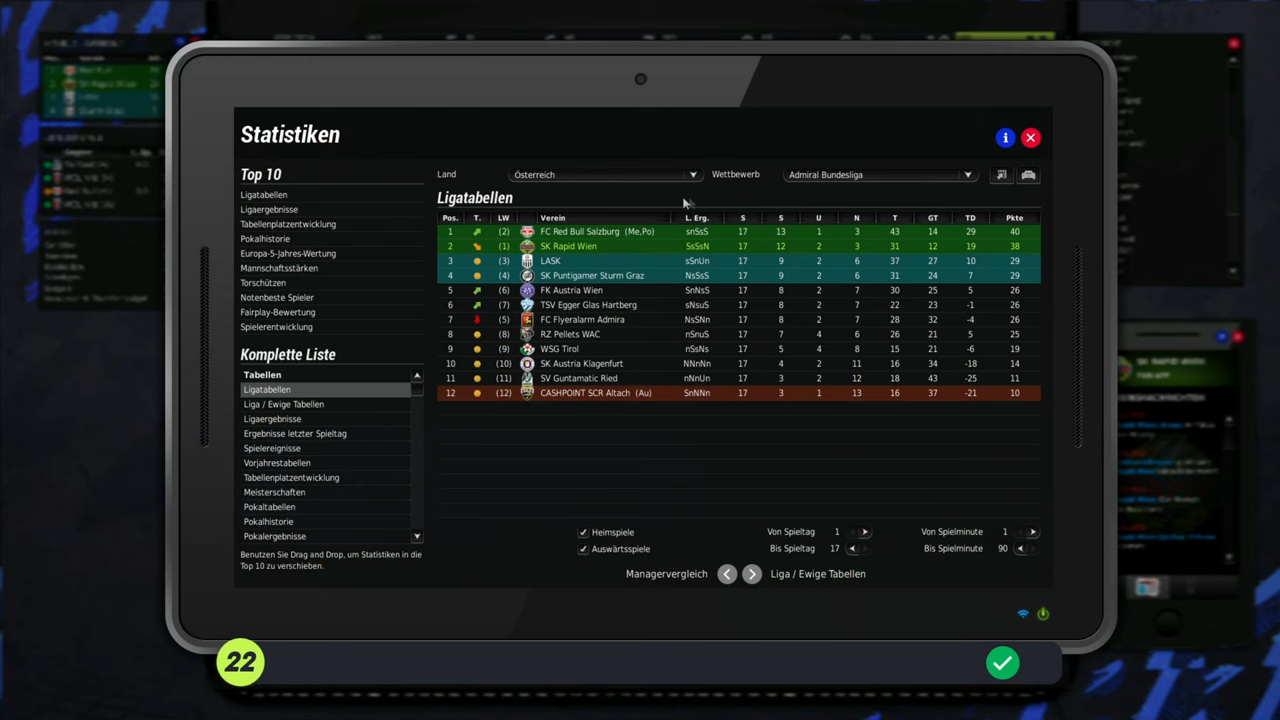 Statistiken
Top 10
Ligatabellen
Ligaergebnisse
Tabellenplatzentwicklung
Pokalhistorie
Europa-5-Jahres-Wertung
Mannschaftsstärken
Torschützen
Notenbeste Spieler
Fairplay-Bewertung
Spielerentwicklung
Komplette Liste
Tabellen
Ligatabellen
Liga / Ewige Tabellen
Ligaergebnisse
Ergebnisse letzter Spieltag
Spielereignisse
Vorjahrestabellen
Tabellenplatzentwicklung
Meisterschaften
Pokaltabellen
Pokalhistorie
Pokalergebnisse
Benutzen Sie Drag and Drop, um Statistiken in die
Top 10 zu verschieben.
Land Österreich Wettbewerb Admiral Bundesliga
Ligatabellen
Pos. T. LW Verein L. Erg. S S U N T GT TD Pkte
1 (2) FC Red Bull Salzburg (Me,Po) snSsS 17 13 1 3 43 14 29 40
2 (1) SK Rapid Wien SsSsN 17 12 2 3 31 12 19 38
3 (3) LASK sSnUn 17 9 2 6 37 27 10 29
4 (4) SK Puntigamer Sturm Graz NsSsS 17 9 2 6 31 24 7 29
5 (6) FK Austria Wien SnNsS 17 8 2 7 30 25 5 26
6 (7) TSV Egger Glas Hartberg sNsuS 17 8 2 7 22 23 -1 26
7 (5) FC Flyeralarm Admira NsSNn 17 8 2 7 28 32 -4 26
8 (8) RZ Pellets WAC nSnuS 17 7 4 6 26 21 5 25
9 (9) WSG Tirol nSsNs 17 5 4 8 15 21 -6 19
10 (10) SK Austria Klagenfurt NNnNn 17 4 2 11 16 34 -18 14
11 (11) SV Guntamatic Ried nNnUn 17 3 2 12 18 43 -25 11
12 (12) CASHPOINT SCR Altach (Au) SnNNn 17 3 1 13 16 37 -21 10
Heimspiele Von Spieltag 1 Von Spielminute 1
Auswärtsspiele Bis Spieltag 17 Bis Spielminute 90
Managervergleich Liga / Ewige Tabellen
22